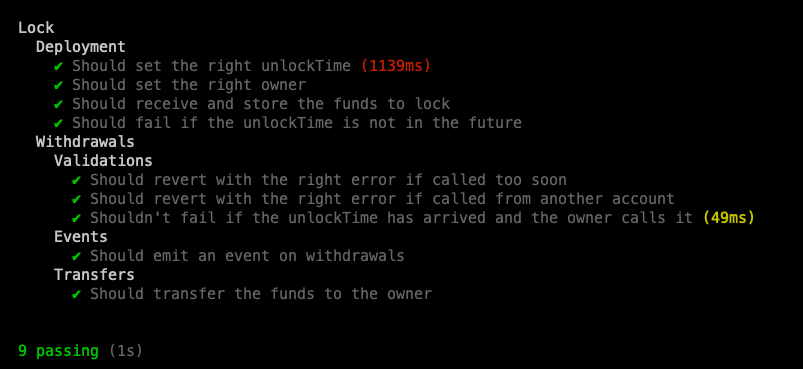 Lock
Deployment
✔ Should set the right unlockTime (1139ms)
✔ Should set the right owner
✔ Should receive and store the funds to lock
✔ Should fail if the unlockTime is not in the future
Withdrawals
Validations
✔ Should revert with the right error if called too soon
✔ Should revert with the right error if called from another account
✔ Shouldn't fail if the unlockTime has arrived and the owner calls it (49ms)
Events
✔ Should emit an event on withdrawals
Transfers
✔ Should transfer the funds to the owner
9 passing (1s)